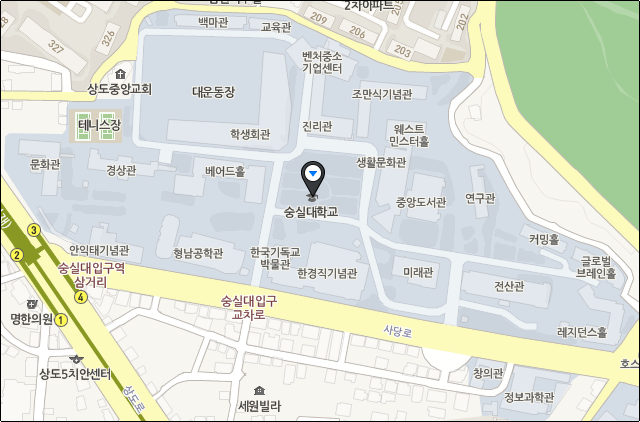 백마관
교육관
209
2차아파트
202
206
203
326
327
벤처중소
기업센터
상도중앙교회
대운동장
조만식기념관
테니스장
학생회관
진리관
웨스트
민스터홀
문화관
경상관
베어드홀
생활문화관
숭실대학교
중앙도서관
연구관
3
2
안익태기념관
형남공학관
한국기독교
박물관
한경직기념관
커밍홀
글로벌
브레인홀
숭실대입구역
삼거리
미래관
전산관
4
숭실대입구
교차로
명한의원
1
사당로
레지던스홀
상도5치안센터
상도로
창의관
호스
세원빌라
정보과학관